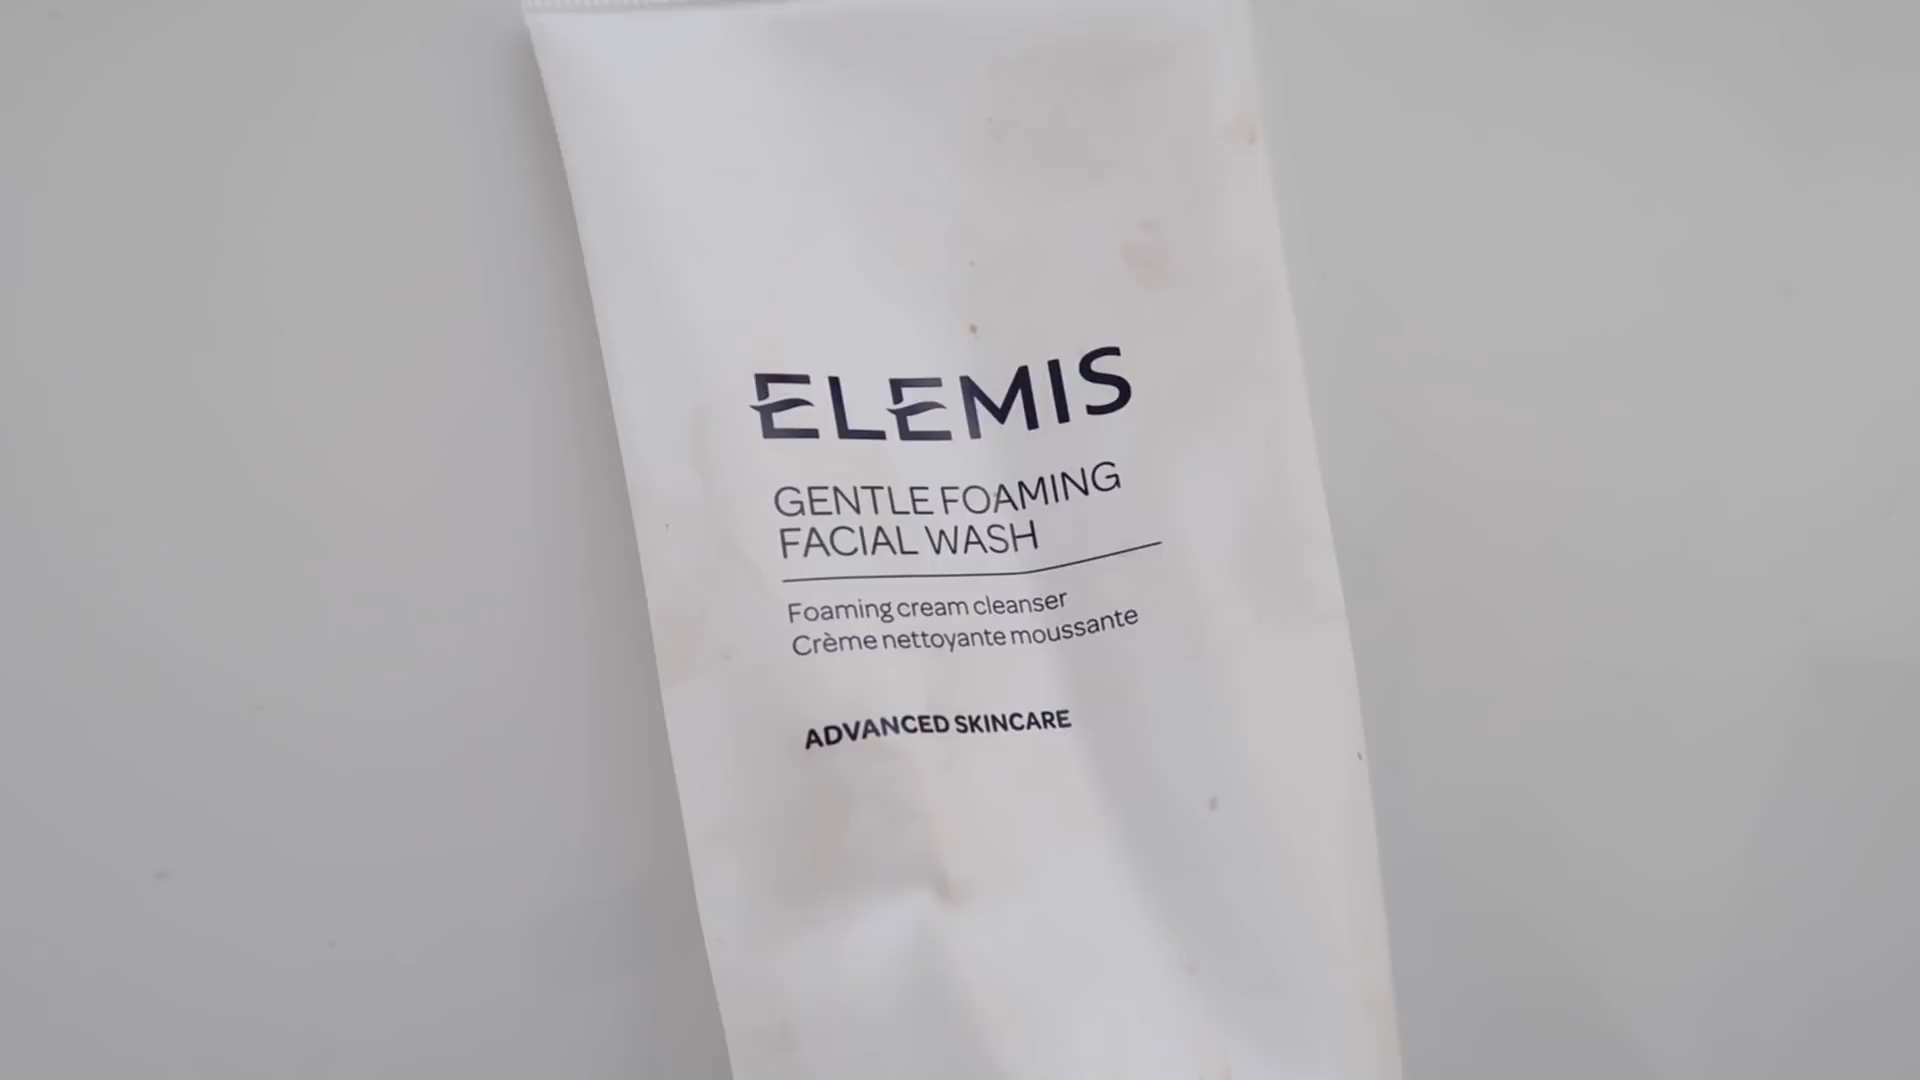 ELEMIS
GENTLE FOAMING
FACIAL WASH
Foaming cream cleanser
Crème nettoyante moussante
ADVANCED SKINCARE